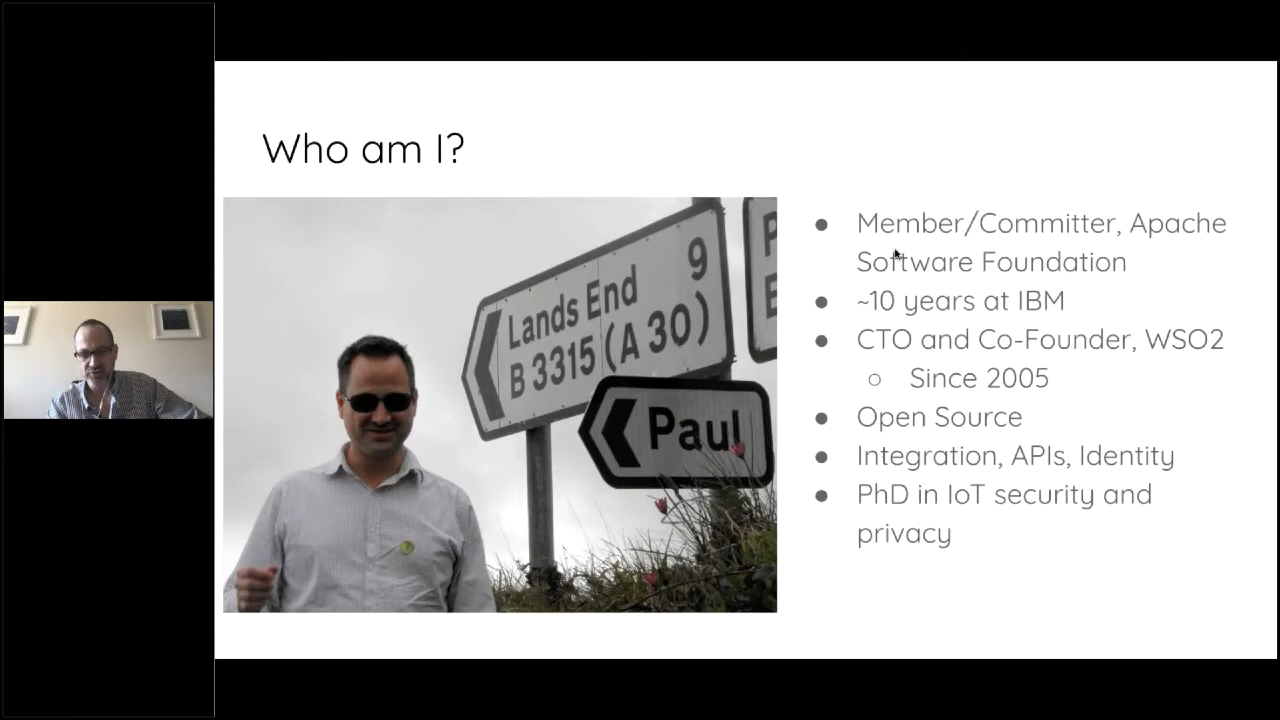 Who am I?
Lands End 9
B 3315 (A 30)
Paul
P
E
● Member/Committer, Apache
Software Foundation
● ~10 years at IBM
● CTO and Co-Founder, WSO2
○ Since 2005
● Open Source
● Integration, APIs, Identity
● PhD in IoT security and
privacy